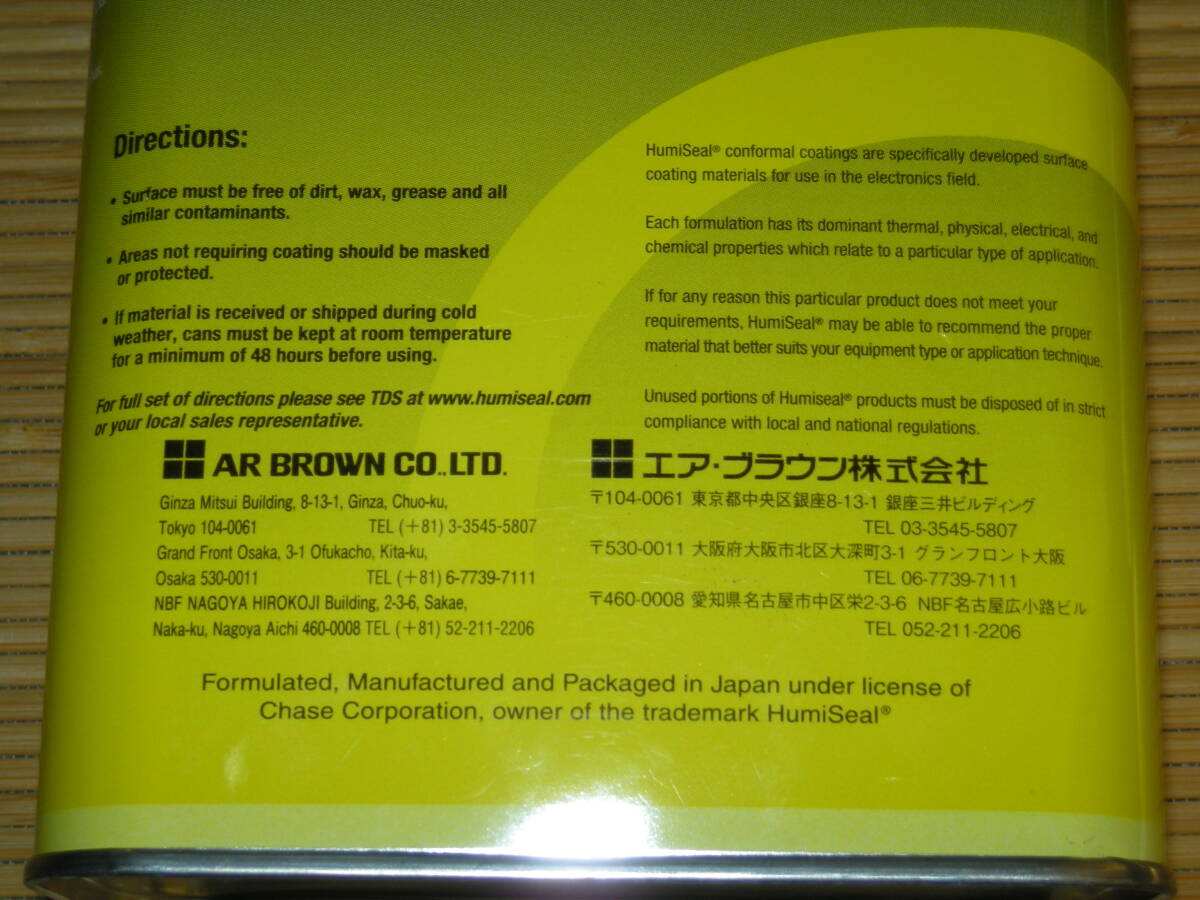 Directions:
• Surface must be free of dirt, wax, grease and all
similar contaminants.
• Areas not requiring coating should be masked
or protected.
• If material is received or shipped during cold
weather, cans must be kept at room temperature
for a minimum of 48 hours before using.
For full set of directions please see TDS at www.humiseal.com
or your local sales representative.
HumiSeal® conformal coatings are specifically developed surface
coating materials for use in the electronics field.
Each formulation has its dominant thermal, physical, electrical, and
chemical properties which relate to a particular type of application.
If for any reason this particular product does not meet your
requirements, HumiSeal® may be able to recommend the proper
material that better suits your equipment type or application technique.
Unused portions of Humiseal® products must be disposed of in strict
compliance with local and national regulations.
AR BROWN CO.,LTD.
Ginza Mitsui Building, 8-13-1, Ginza, Chuo-ku,
Tokyo 104-0061 TEL (+81) 3-3545-5807
Grand Front Osaka, 3-1 Ofukacho, Kita-ku,
Osaka 530-0011 TEL (+81) 6-7739-7111
NBF NAGOYA HIROKOJI Building, 2-3-6, Sakae,
Naka-ku, Nagoya Aichi 460-0008 TEL (+81) 52-211-2206
エア・ブラウン株式会社
〒104-0061 東京都中央区銀座8-13-1 銀座三井ビルディング
TEL 03-3545-5807
〒530-0011 大阪府大阪市北区大深町3-1 グランフロント大阪
TEL 06-7739-7111
〒460-0008 愛知県名古屋市中区栄2-3-6 NBF名古屋広小路ビル
TEL 052-211-2206
Formulated, Manufactured and Packaged in Japan under license of
Chase Corporation, owner of the trademark HumiSeal®